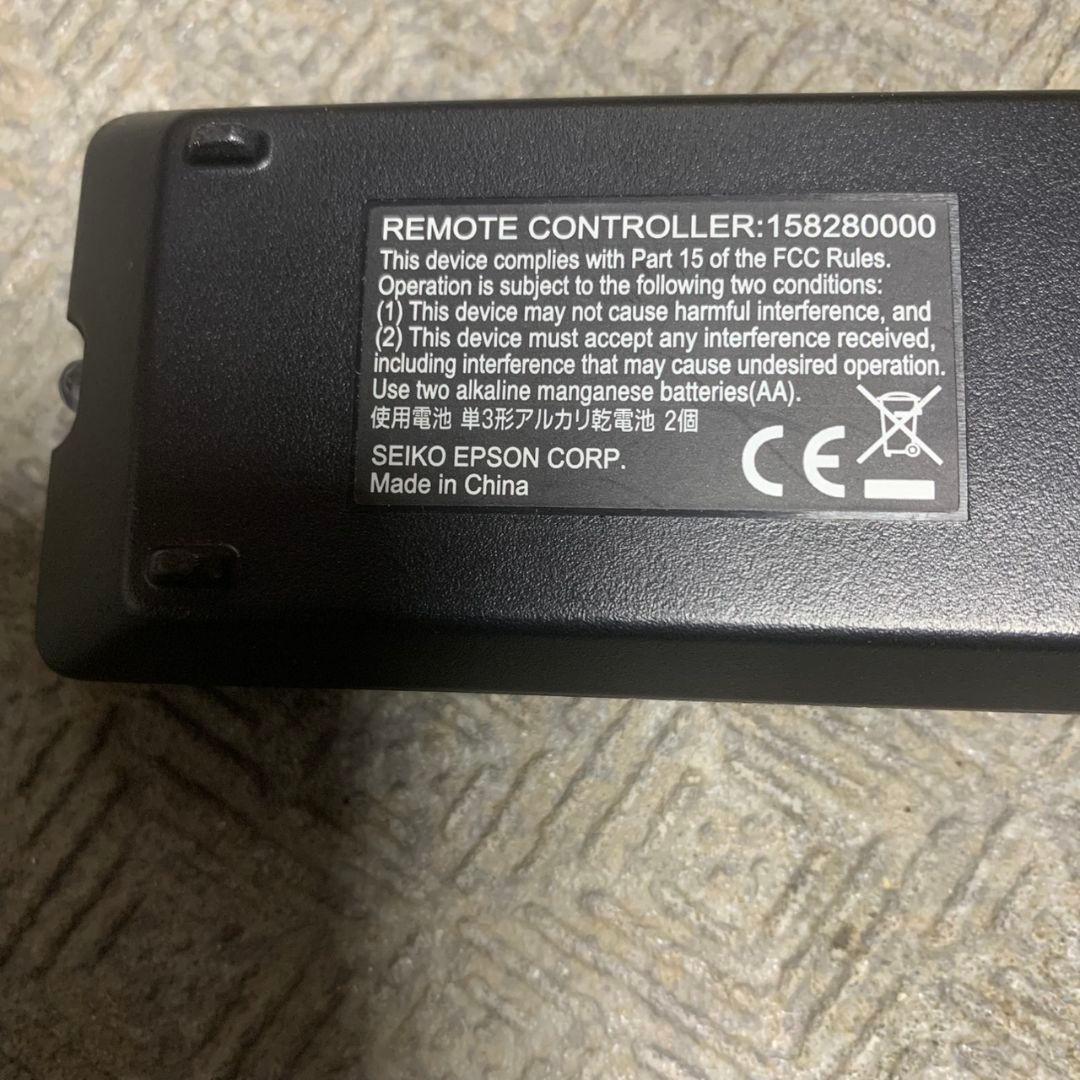 REMOTE CONTROLLER:158280000
This device complies with Part 15 of the FCC Rules.
Operation is subject to the following two conditions:
(1) This device may not cause harmful interference, and
(2) This device must accept any interference received,
including interference that may cause undesired operation.
Use two alkaline manganese batteries(AA).
使用電池 単3形アルカリ乾電池 2個
SEIKO EPSON CORP.
Made in China
CE